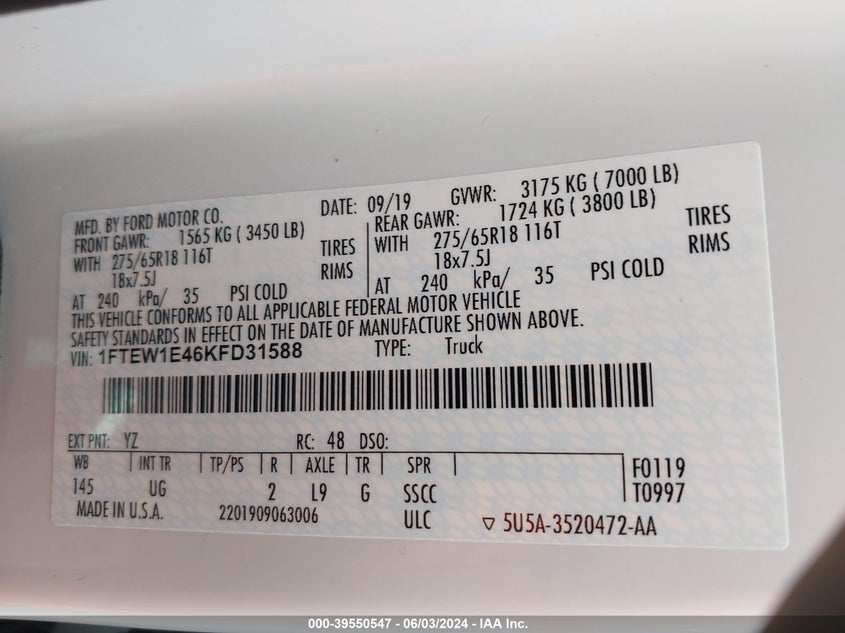 MFD. BY FORD MOTOR CO. DATE: 09/19 GVWR: 3175 KG ( 7000 LB)
FRONT GAWR: 1565 KG ( 3450 LB) REAR GAWR: 1724 KG ( 3800 LB)
WITH 275/65R18 116T TIRES WITH 275/65R18 116T TIRES
18x7.5J RIMS 18x7.5J RIMS
AT 240 kPa/ 35 PSI COLD AT 240 kPa/ 35 PSI COLD
THIS VEHICLE CONFORMS TO ALL APPLICABLE FEDERAL MOTOR VEHICLE
SAFETY STANDARDS IN EFFECT ON THE DATE OF MANUFACTURE SHOWN ABOVE.
VIN: 1FTEW1E46KFD31588 TYPE: Truck
EXT PNT: YZ RC: 48 DSO:
WB INT TR TP/PS R AXLE TR SPR F0119
145 UG 2 L9 G SSCC T0997
MADE IN U.S.A. 2201909063006 ULC ▽ 5U5A-3520472-AA
000-39550547 - 06/03/2024 - IAA Inc.